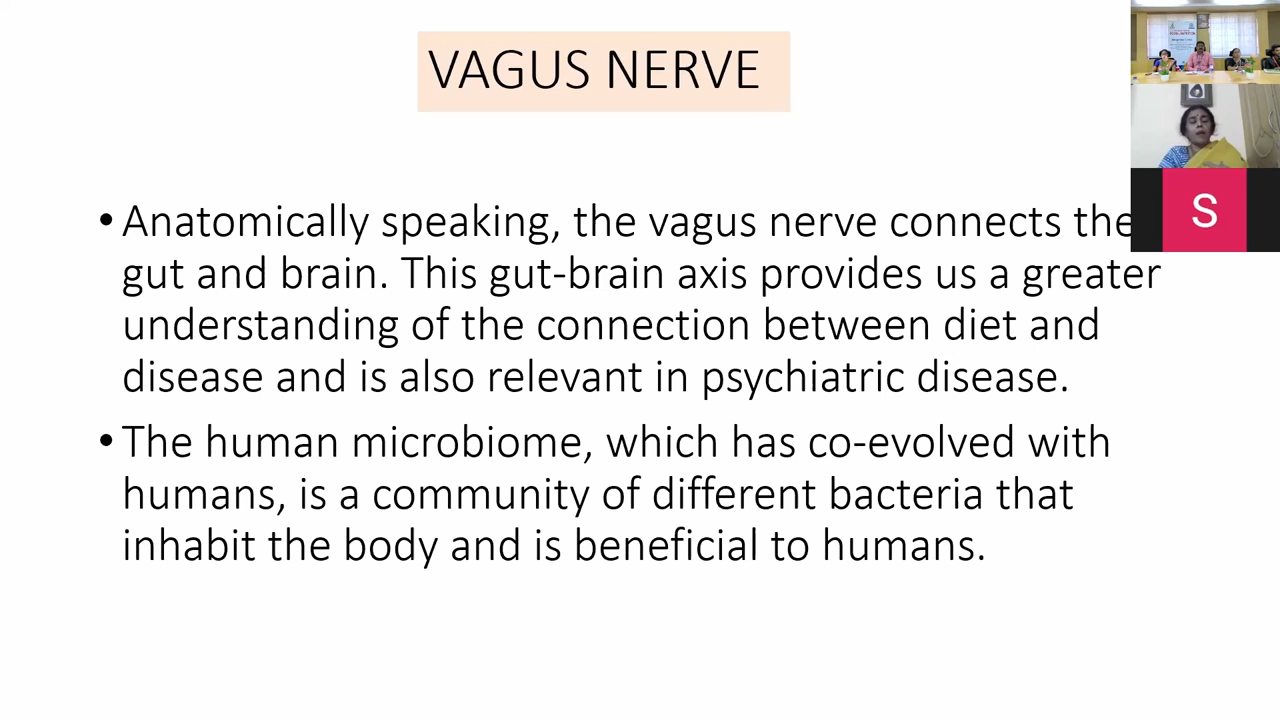 VAGUS NERVE
• Anatomically speaking, the vagus nerve connects the
gut and brain. This gut-brain axis provides us a greater
understanding of the connection between diet and
disease and is also relevant in psychiatric disease.
• The human microbiome, which has co-evolved with
humans, is a community of different bacteria that
inhabit the body and is beneficial to humans.
S